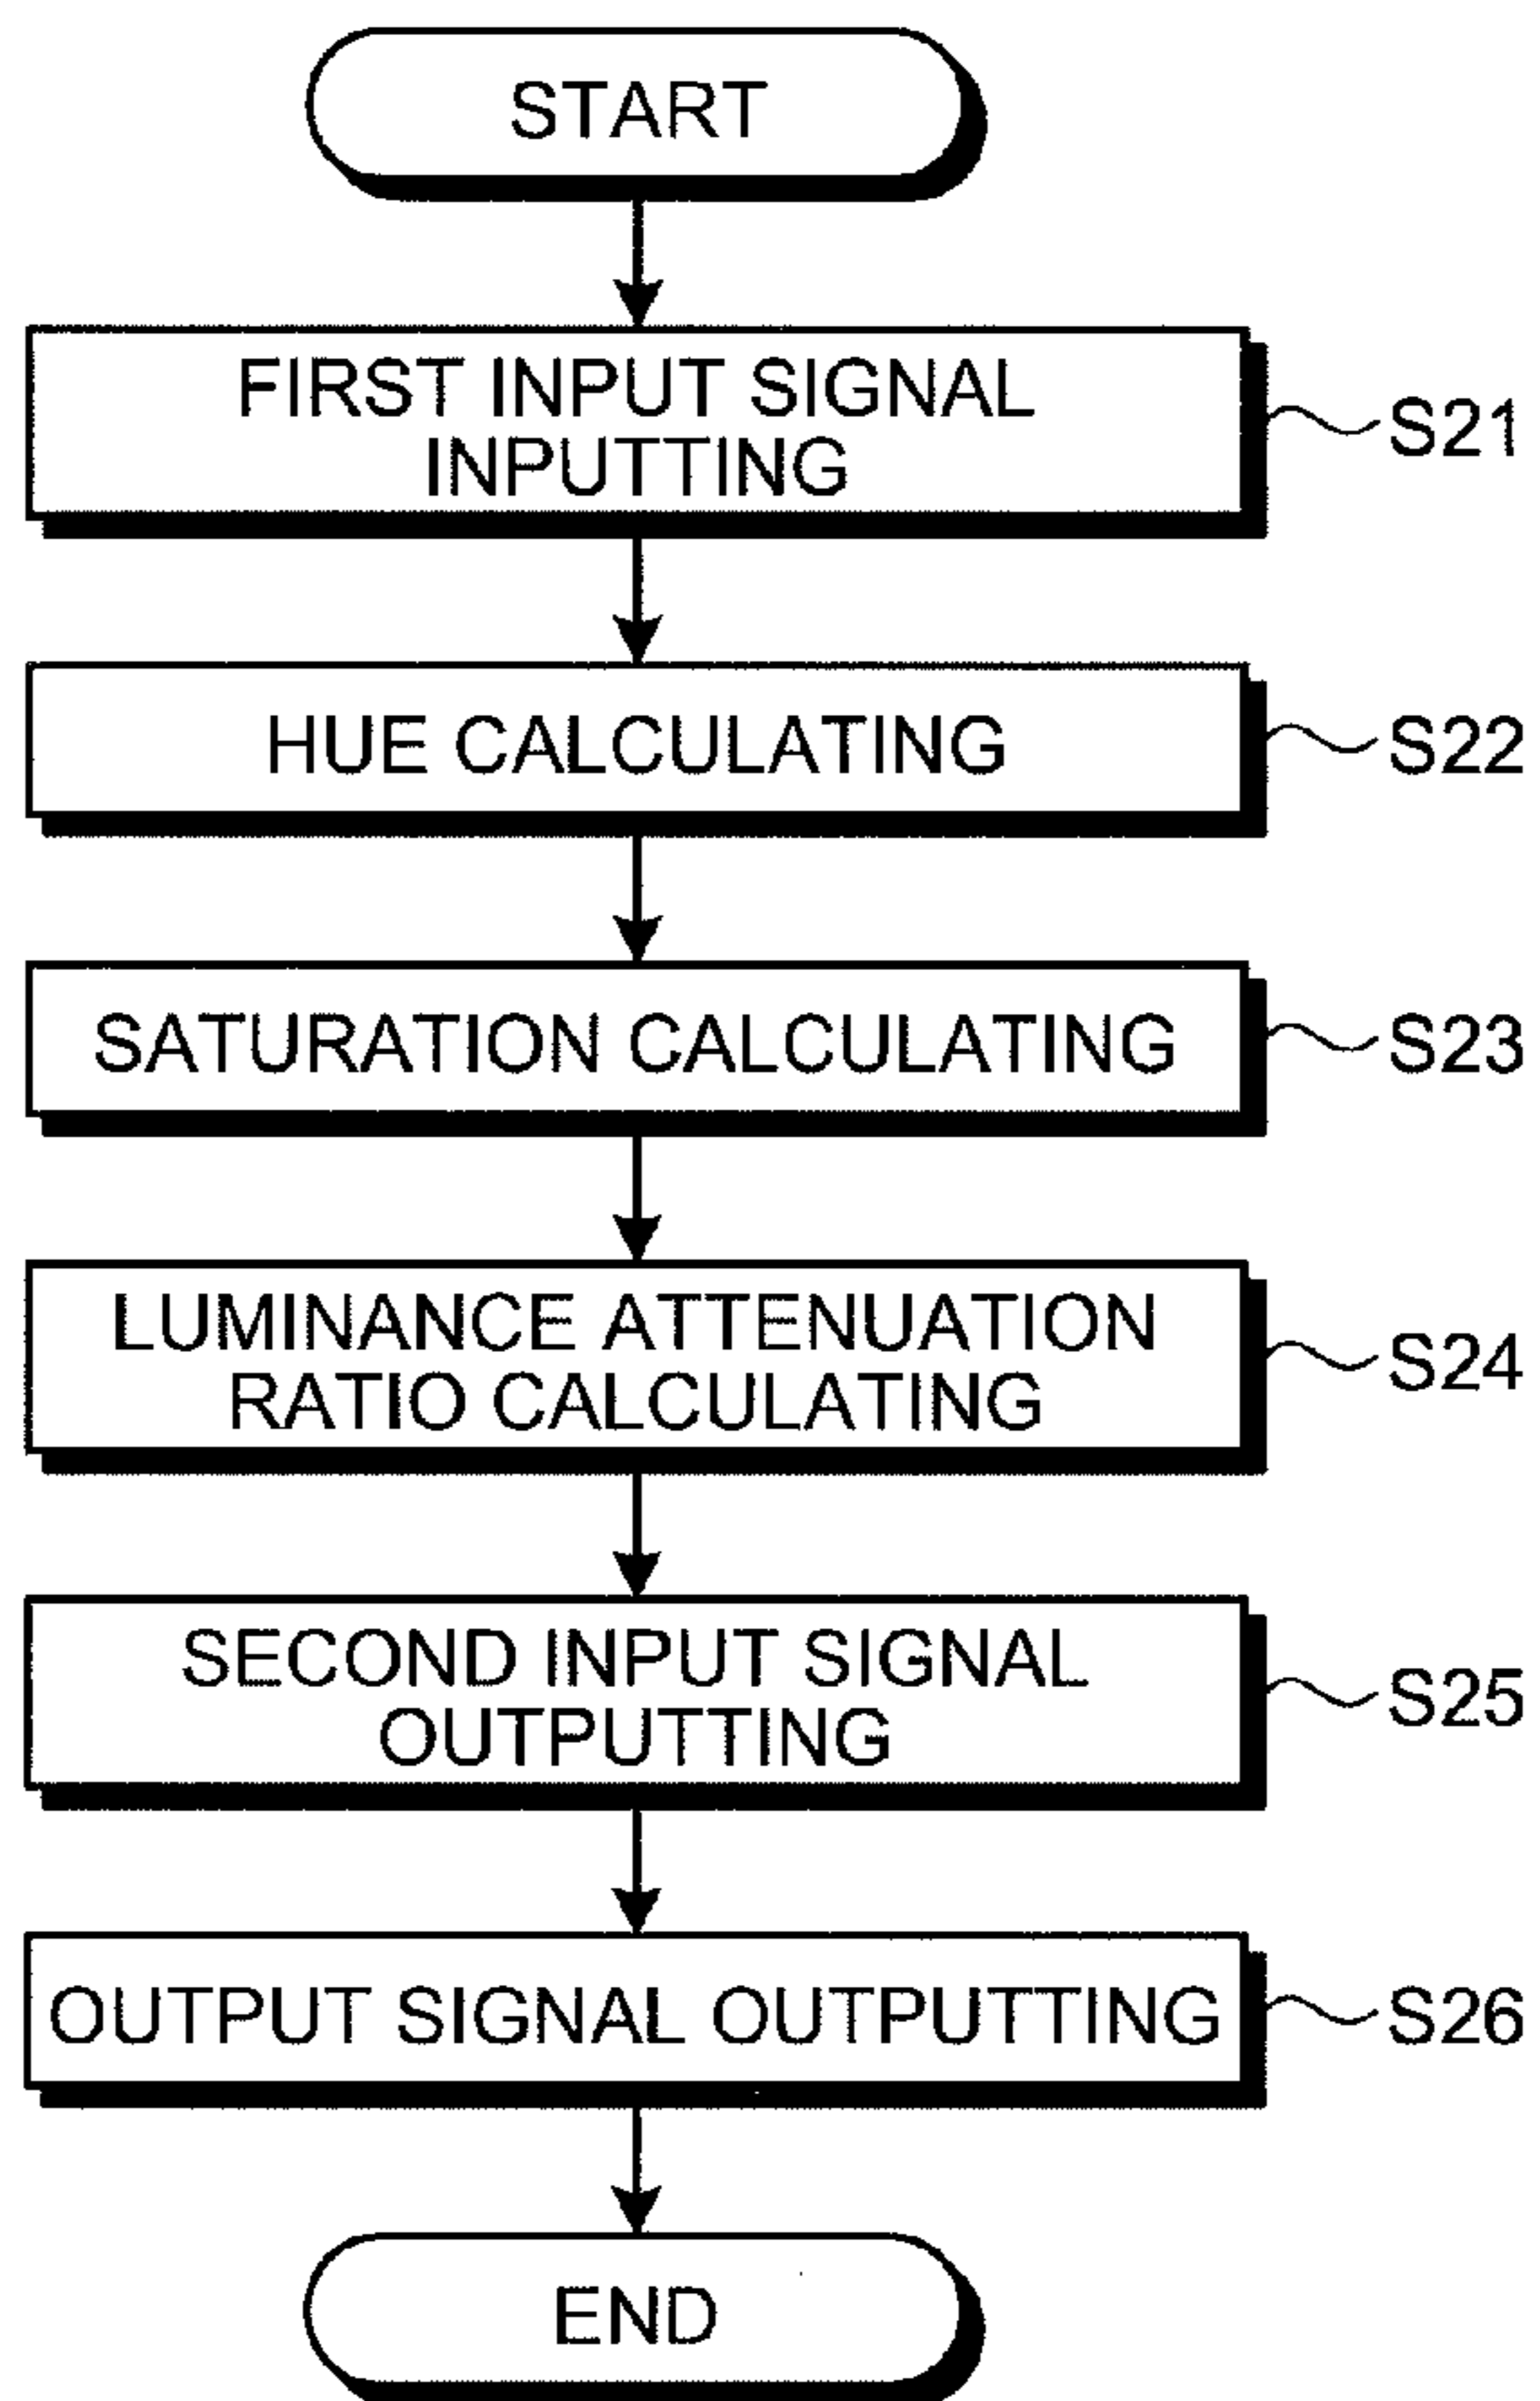 START
FIRST INPUT SIGNAL
INPUTTING
S21
HUE CALCULATING
S22
SATURATION CALCULATING
S23
LUMINANCE ATTENUATION
RATIO CALCULATING
S24
SECOND INPUT SIGNAL
OUTPUTTING
S25
OUTPUT SIGNAL OUTPUTTING
S26
END